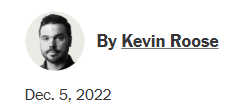 By Kevin Roose
Dec. 5, 2022